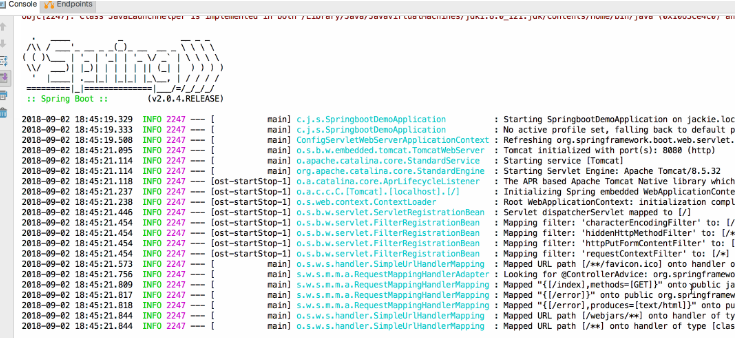 Console Endpoints
objc[2247]: Class JavaLaunchHelper is implemented in both /Library/Java/JavaVirtualMachines/jdk1.8.0_121.jdk/Contents/Home/bin/java
:: Spring Boot :: (v2.0.4.RELEASE)
2018-09-02 18:45:19.329 INFO 2247 --- [ main] c.j.s.SpringbootDemoApplication : Starting SpringbootDemoApplication on jackie.loc
2018-09-02 18:45:19.333 INFO 2247 --- [ main] c.j.s.SpringbootDemoApplication : No active profile set, falling back to default p
2018-09-02 18:45:19.508 INFO 2247 --- [ main] ConfigServletWebServerApplicationContext : Refreshing org.springframework.boot.web.servlet.
2018-09-02 18:45:21.095 INFO 2247 --- [ main] o.s.b.w.embedded.tomcat.TomcatWebServer : Tomcat initialized with port(s): 8080 (http)
2018-09-02 18:45:21.114 INFO 2247 --- [ main] o.apache.catalina.core.StandardService : Starting service [Tomcat]
2018-09-02 18:45:21.114 INFO 2247 --- [ main] org.apache.catalina.core.StandardEngine : Starting Servlet Engine: Apache Tomcat/8.5.32
2018-09-02 18:45:21.118 INFO 2247 --- [ost-startStop-1] o.a.catalina.core.AprLifecycleListener : The APR based Apache Tomcat Native library which
2018-09-02 18:45:21.237 INFO 2247 --- [ost-startStop-1] o.a.c.c.C.[Tomcat].[localhost].[/] : Initializing Spring embedded WebApplicationConte
2018-09-02 18:45:21.238 INFO 2247 --- [ost-startStop-1] o.s.web.context.ContextLoader : Root WebApplicationContext: initialization compl
2018-09-02 18:45:21.446 INFO 2247 --- [ost-startStop-1] o.s.b.w.servlet.ServletRegistrationBean : Servlet dispatcherServlet mapped to [/]
2018-09-02 18:45:21.454 INFO 2247 --- [ost-startStop-1] o.s.b.w.servlet.FilterRegistrationBean : Mapping filter: 'characterEncodingFilter' to: [/
2018-09-02 18:45:21.454 INFO 2247 --- [ost-startStop-1] o.s.b.w.servlet.FilterRegistrationBean : Mapping filter: 'hiddenHttpMethodFilter' to: [/*
2018-09-02 18:45:21.454 INFO 2247 --- [ost-startStop-1] o.s.b.w.servlet.FilterRegistrationBean : Mapping filter: 'httpPutFormContentFilter' to: [
2018-09-02 18:45:21.454 INFO 2247 --- [ost-startStop-1] o.s.b.w.servlet.FilterRegistrationBean : Mapping filter: 'requestContextFilter' to: [/*]
2018-09-02 18:45:21.573 INFO 2247 --- [ main] o.s.w.s.handler.SimpleUrlHandlerMapping : Mapped URL path [/**/favicon.ico] onto handler o
2018-09-02 18:45:21.756 INFO 2247 --- [ main] s.w.s.m.m.a.RequestMappingHandlerAdapter : Looking for @ControllerAdvice: org.springframewo
2018-09-02 18:45:21.809 INFO 2247 --- [ main] s.w.s.m.m.a.RequestMappingHandlerMapping : Mapped "{[/index],methods=[GET]}" onto public ja
2018-09-02 18:45:21.817 INFO 2247 --- [ main] s.w.s.m.m.a.RequestMappingHandlerMapping : Mapped "{[/error]}" onto public org.springframew
2018-09-02 18:45:21.818 INFO 2247 --- [ main] s.w.s.m.m.a.RequestMappingHandlerMapping : Mapped "{[/error],produces=[text/html]}" onto pu
2018-09-02 18:45:21.844 INFO 2247 --- [ main] o.s.w.s.handler.SimpleUrlHandlerMapping : Mapped URL path [/webjars/**] onto handler of ty
2018-09-02 18:45:21.844 INFO 2247 --- [ main] o.s.w.s.handler.SimpleUrlHandlerMapping : Mapped URL path [/**] onto handler of type [clas